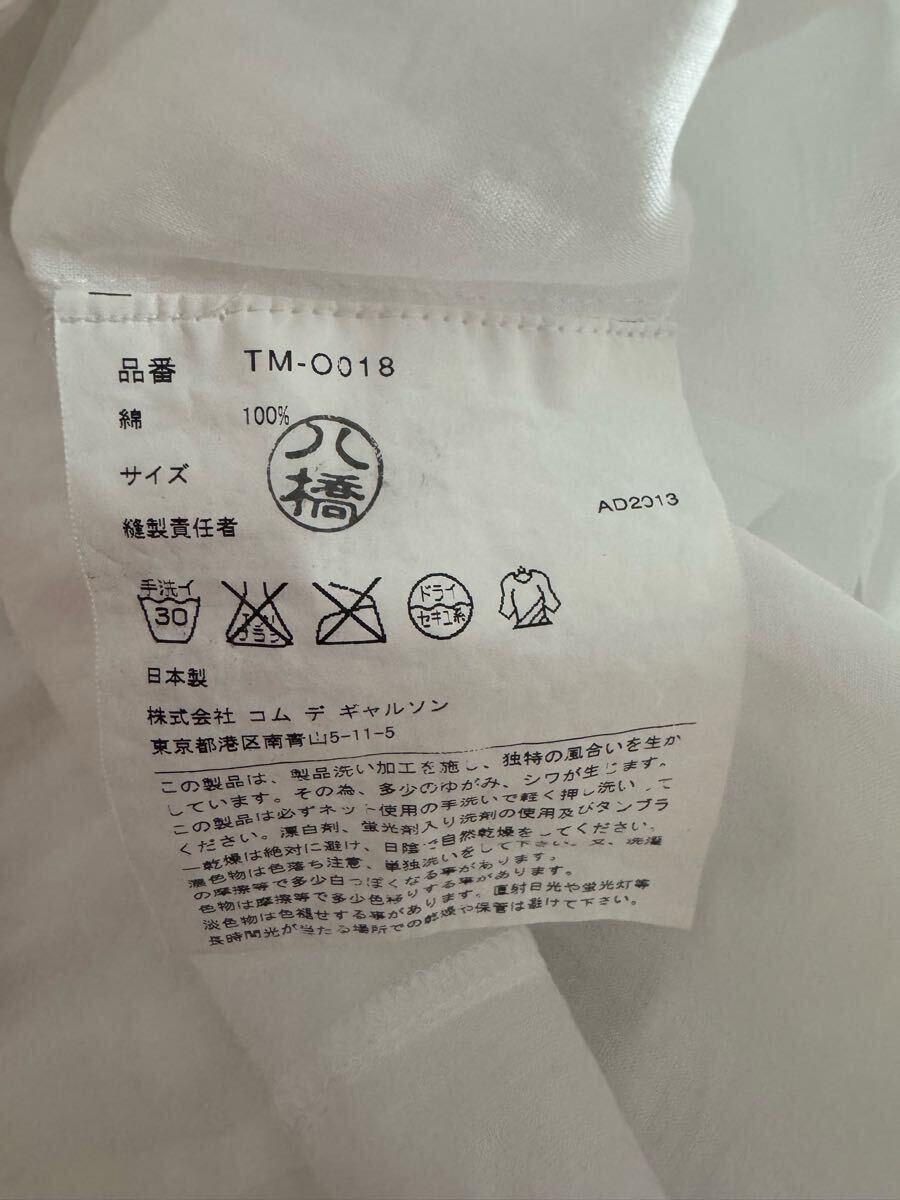 品番 TM-O018
綿 100%
八橋
サイズ
AD2013
縫製責任者
手洗イ
30
エンソ
フラシ
ドライ
セキユ系
日本製
株式会社 コム デ ギャルソン
東京都港区南青山5-11-5
この製品は、製品洗い加工を施し、独特の風合いを生か
しています。その為、多少のゆがみ、シワが生じます。
この製品は必ずネット使用の手洗いで軽く押し洗いして
ください。漂白剤、蛍光剤入り洗剤の使用及びタンブラ
ー乾燥は絶対に避け、日陰で自然乾燥をしてください。
濃色物は色落ち注意、単独洗いをして下さい。又、洗濯
の摩擦等で多少白っぽくなる事があります。
色物は摩擦等で多少色移りする事があります。
淡色物は色褪せする事があります。直射日光や蛍光灯等
長時間光が当たる場所での乾燥や保管は避けて下さい。